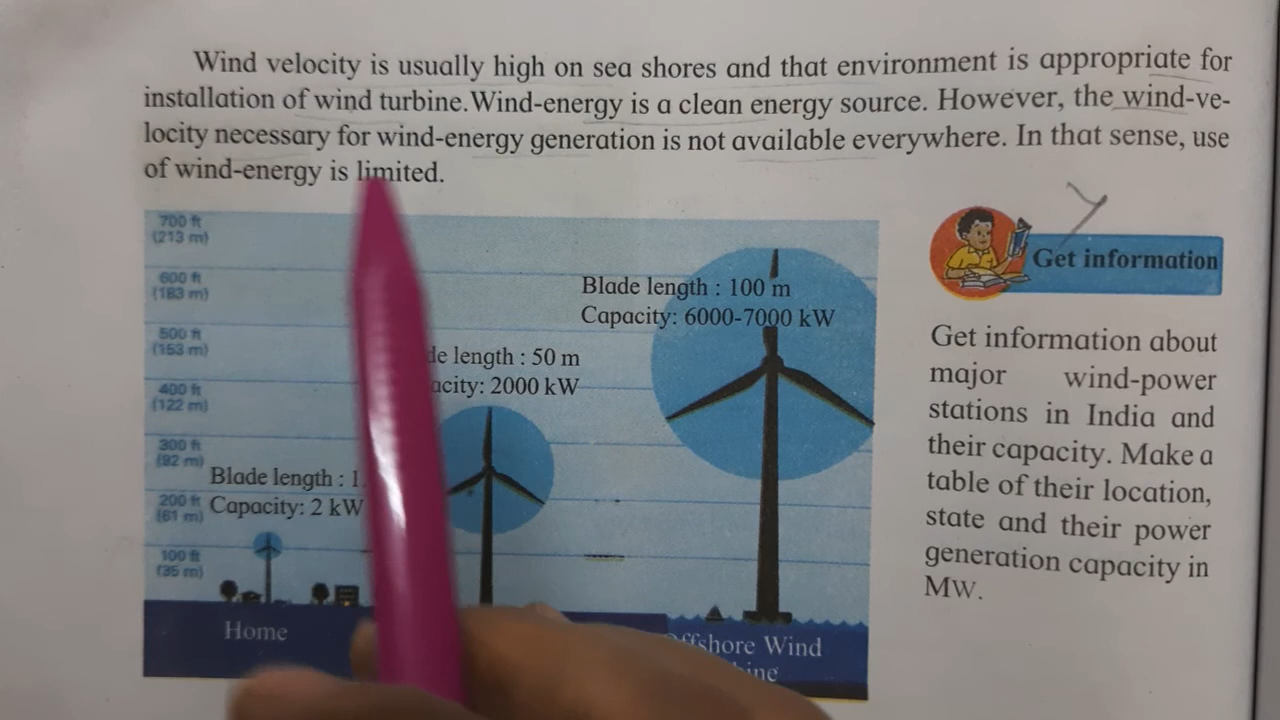 Wind velocity is usually high on sea shores and that environment is appropriate for
installation of wind turbine. Wind-energy is a clean energy source. However, the wind-ve-
locity necessary for wind-energy generation is not available everywhere. In that sense, use
of wind-energy is limited.
700 ft
(213 m)
600 ft
(183 m)
500 ft
(153 m)
400 ft
(122 m)
300 ft
(92 m)
200 ft
(61 m)
100 ft
(35 m)
Blade length : 100 m
Capacity: 6000-7000 kW
length : 50 m
2000 kW
Blade length : 1
Capacity: 2 kW
Home
Wind
Get information
Get information about
major wind-power
stations in India and
their capacity. Make a
table of their location,
state and their power
generation capacity in
MW.